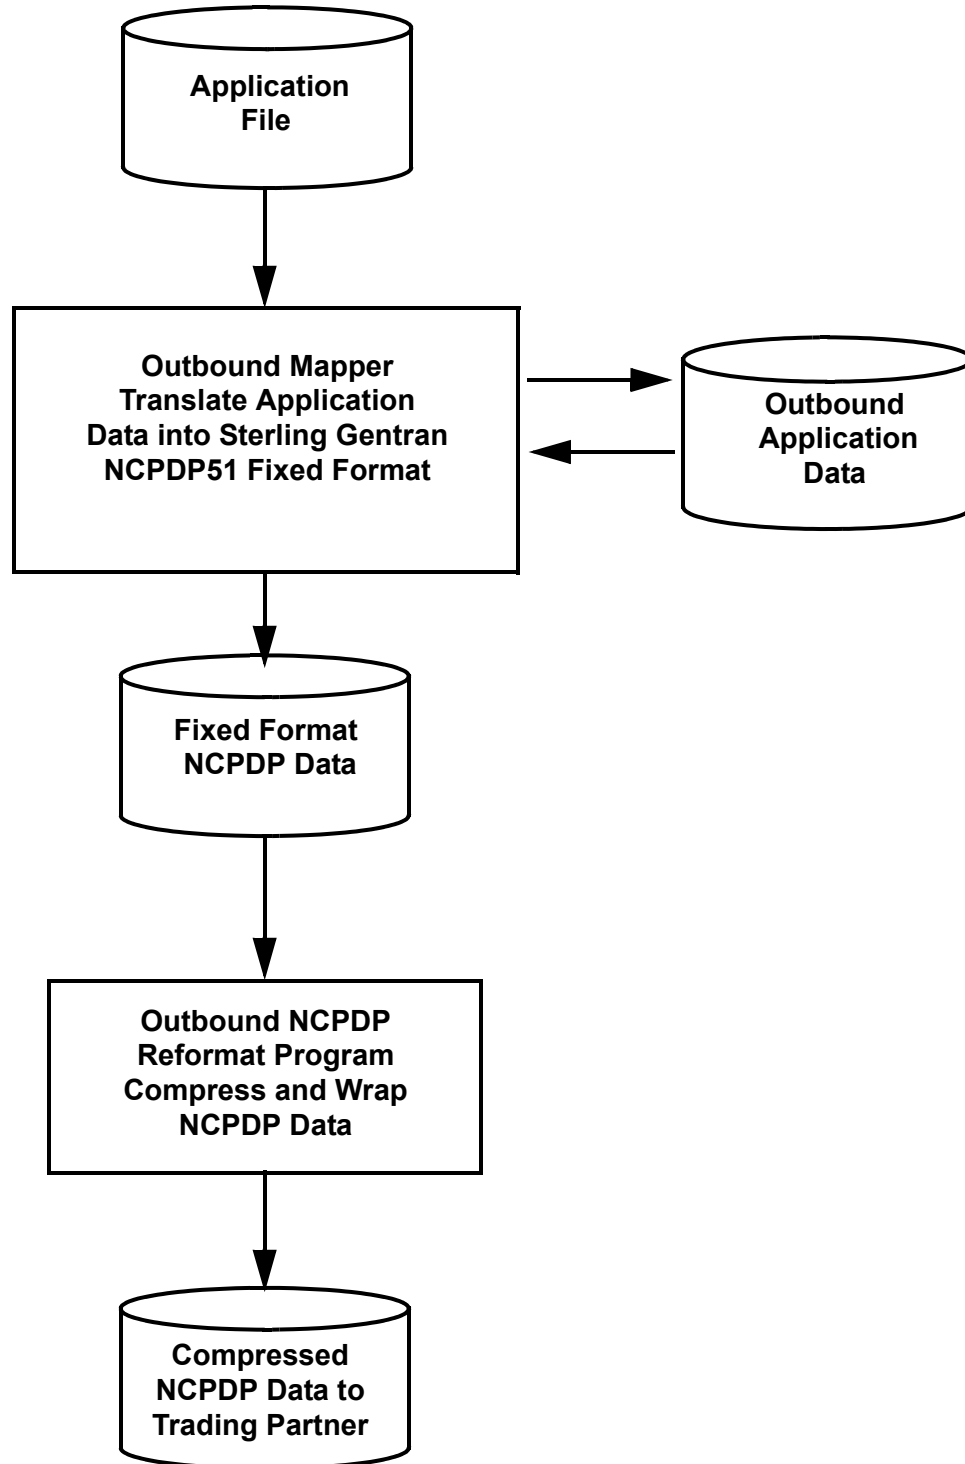 Application
File
Outbound Mapper
Translate Application
Data into Sterling Gentran
NCPDP51 Fixed Format
Outbound
Application
Data
Fixed Format
NCPDP Data
Outbound NCPDP
Reformat Program
Compress and Wrap
NCPDP Data
Compressed
NCPDP Data to
Trading Partner